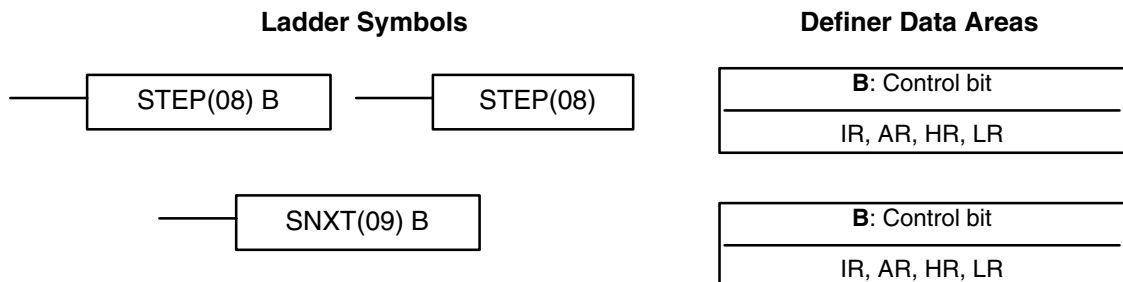 Ladder Symbols
Definer Data Areas
STEP(08) B
STEP(08)
B: Control bit
IR, AR, HR, LR
SNXT(09) B
B: Control bit
IR, AR, HR, LR